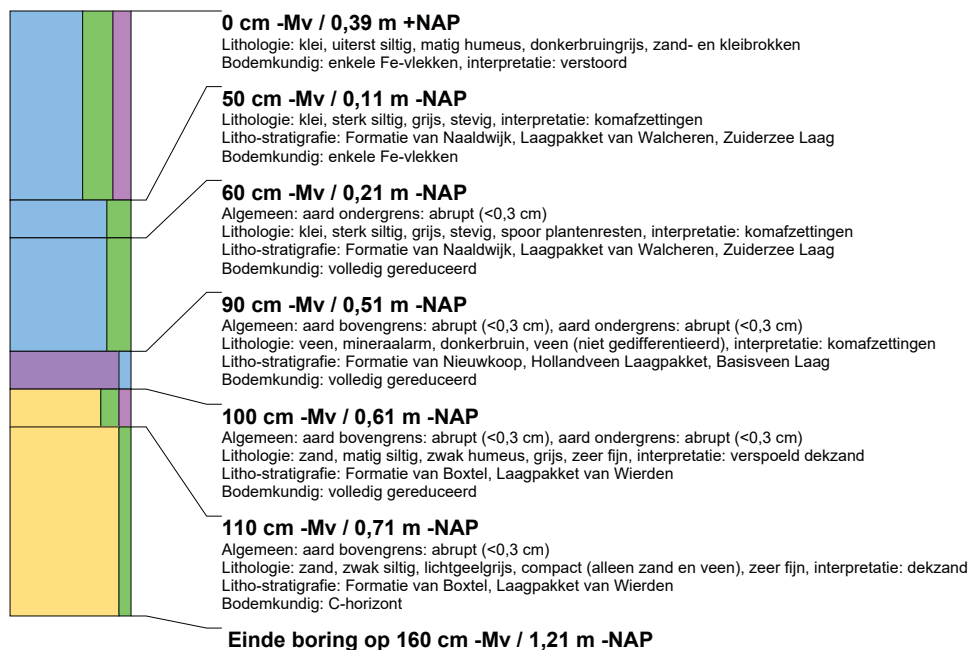 0 cm -Mv / 0,39 m +NAP
Lithologie: klei, uiterst siltig, matig humeus, donkerbruingrijs, zand- en kleibrokken
Bodemkundig: enkele Fe-vlekken, interpretatie: verstoord
50 cm -Mv / 0,11 m -NAP
Lithologie: klei, sterk siltig, grijs, stevig, interpretatie: komafzettingen
Litho-stratigrafie: Formatie van Naaldwijk, Laagpakket van Walcheren, Zuiderzee Laag
Bodemkundig: enkele Fe-vlekken
60 cm -Mv / 0,21 m -NAP
Algemeen: aard ondergrens: abrupt (<0,3 cm)
Lithologie: klei, sterk siltig, grijs, stevig, spoor plantenresten, interpretatie: komafzettingen
Litho-stratigrafie: Formatie van Naaldwijk, Laagpakket van Walcheren, Zuiderzee Laag
Bodemkundig: volledig gereduceerd
90 cm -Mv / 0,51 m -NAP
Algemeen: aard bovengrens: abrupt (<0,3 cm), aard ondergrens: abrupt (<0,3 cm)
Lithologie: veen, mineraalarm, donkerbruin, veen (niet gedifferentieerd), interpretatie: komafzettingen
Litho-stratigrafie: Formatie van Nieuwkoop, Hollandveen Laagpakket, Basisveen Laag
Bodemkundig: volledig gereduceerd
100 cm -Mv / 0,61 m -NAP
Algemeen: aard bovengrens: abrupt (<0,3 cm), aard ondergrens: abrupt (<0,3 cm)
Lithologie: zand, matig siltig, zwak humeus, grijs, zeer fijn, interpretatie: verspoeld dekzand
Litho-stratigrafie: Formatie van Boxtel, Laagpakket van Wierden
Bodemkundig: volledig gereduceerd
110 cm -Mv / 0,71 m -NAP
Algemeen: aard bovengrens: abrupt (<0,3 cm)
Lithologie: zand, zwak siltig, lichtgeelgrijs, compact (alleen zand en veen), zeer fijn, interpretatie: dekzand
Litho-stratigrafie: Formatie van Boxtel, Laagpakket van Wierden
Bodemkundig: C-horizont
Einde boring op 160 cm -Mv / 1,21 m -NAP